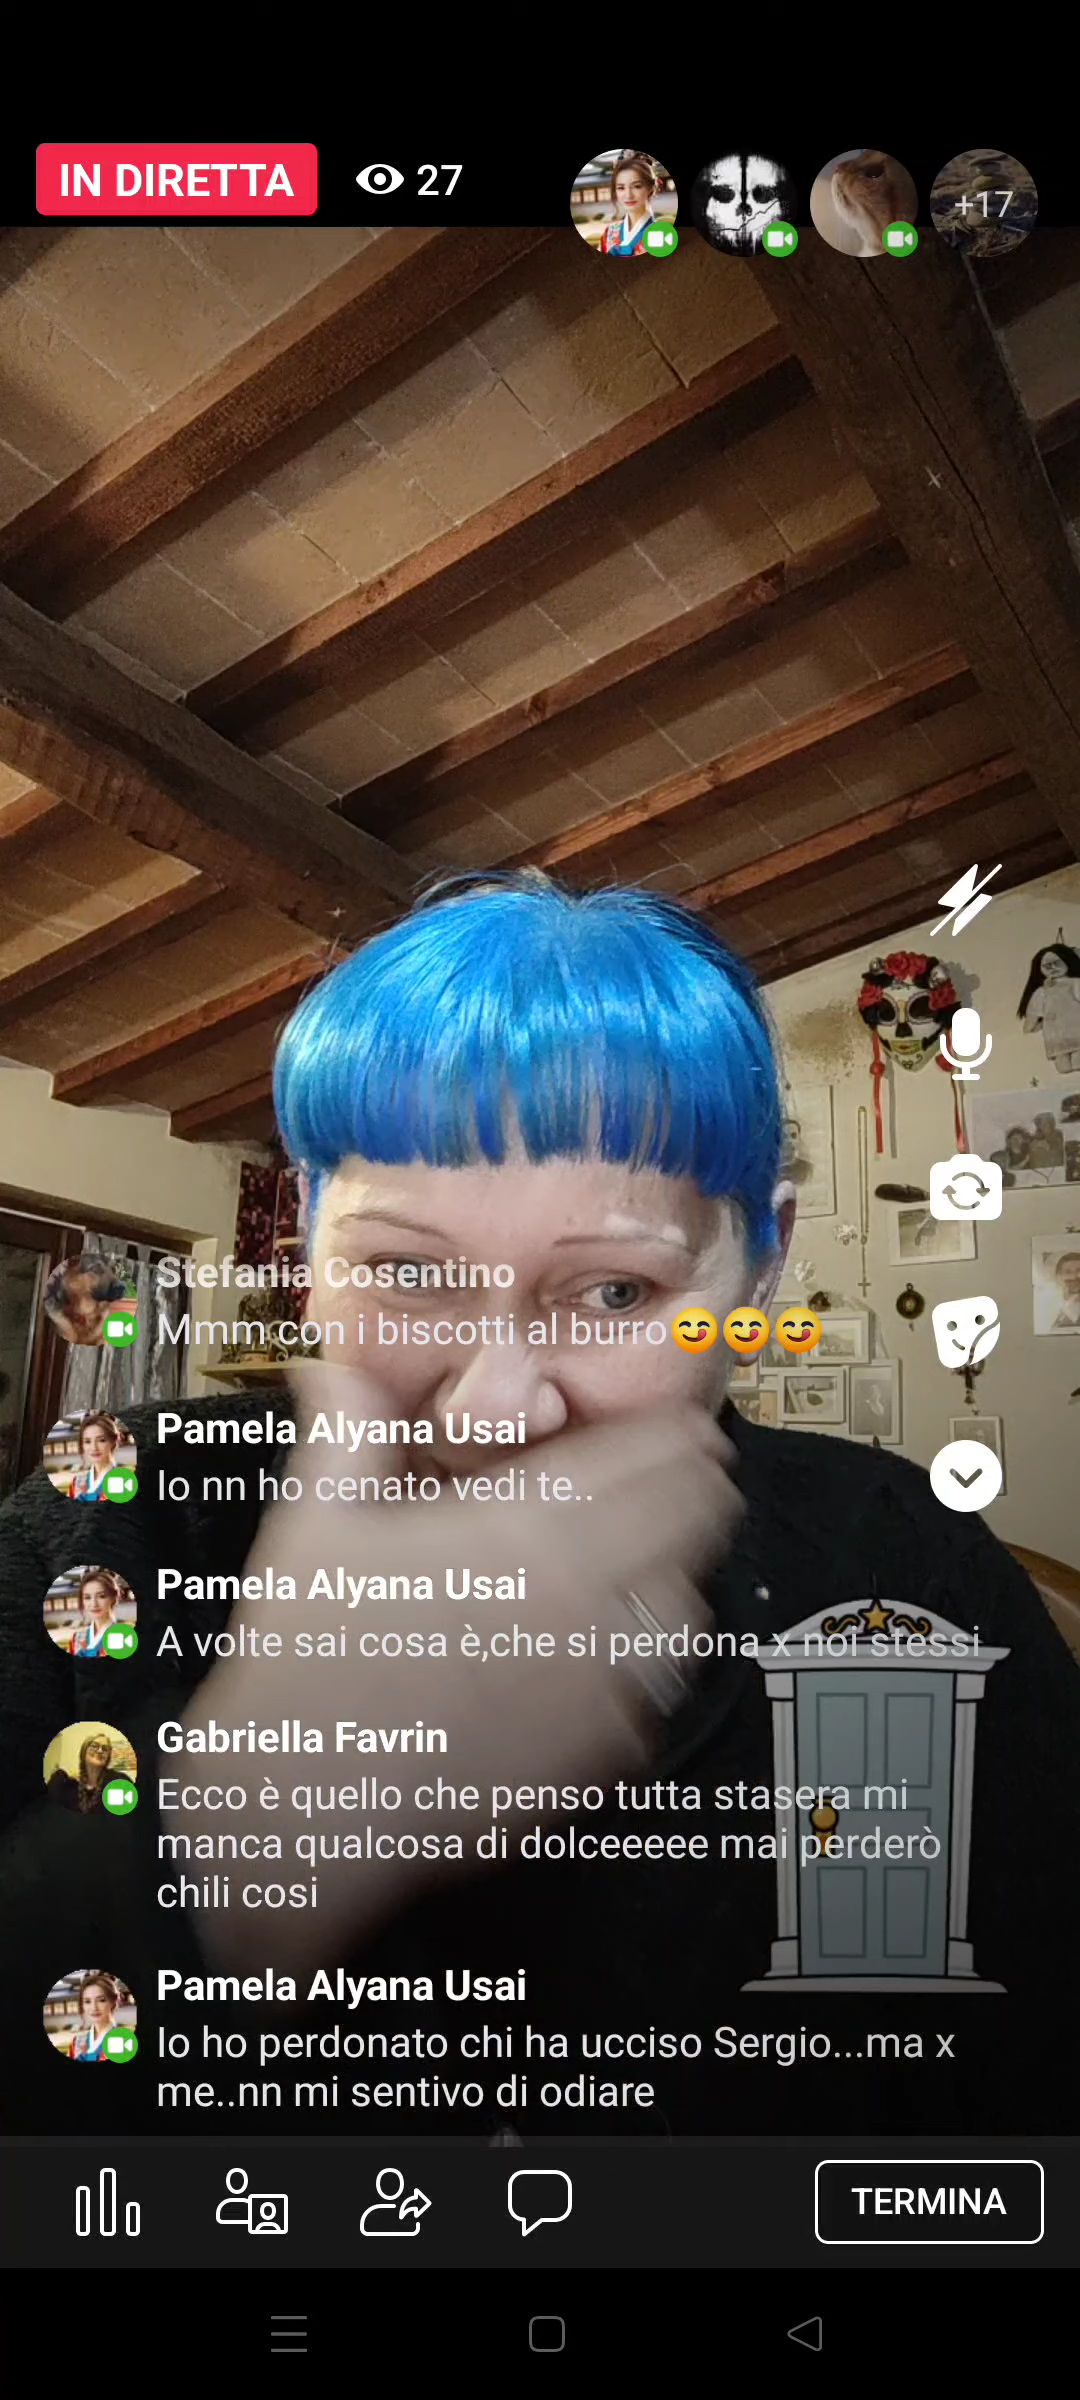 IN DIRETTA
27
+17
Stefania Cosentino
Mmm con i biscotti al burro😋😋😋
Pamela Alyana Usai
Io nn ho cenato vedi te..
Pamela Alyana Usai
A volte sai cosa è,che si perdona x noi stessi
Gabriella Favrin
Ecco è quello che penso tutta stasera mi
manca qualcosa di dolceeeee mai perderò
chili cosi
Pamela Alyana Usai
Io ho perdonato chi ha ucciso Sergio...ma x
me..nn mi sentivo di odiare
TERMINA